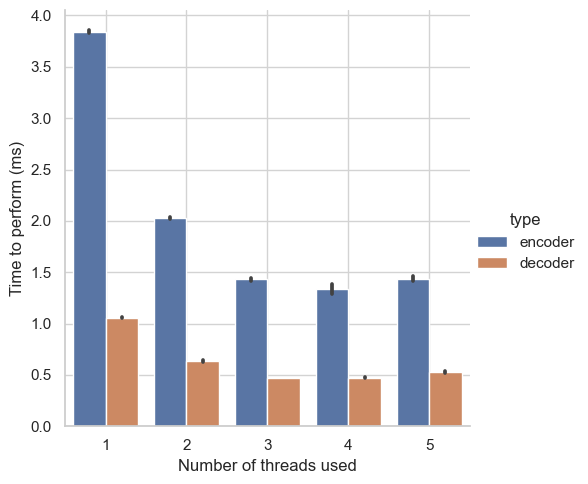 4.0
3.5
3.0
2.5
2.0
1.5
1.0
0.5
0.0
Time to perform (ms)
1 2 3 4 5
Number of threads used
type
encoder
decoder